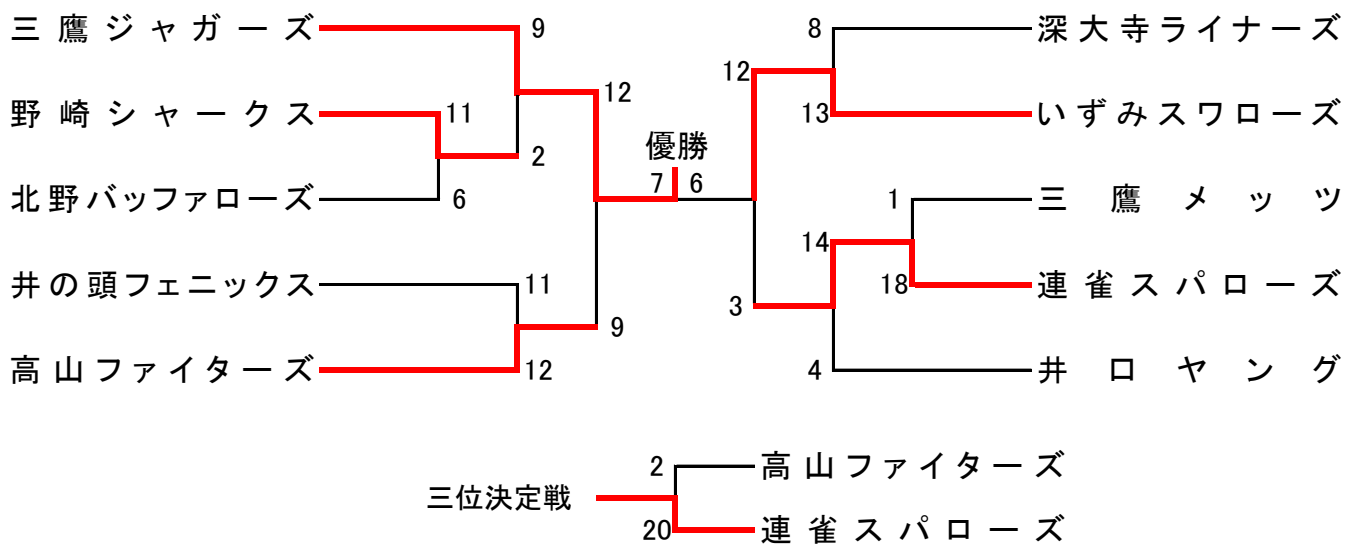 三鷹ジャガーズ 9 8 深大寺ライナーズ
12 12
野崎シャークス 11 13 いずみスワローズ
2 優勝
7 6
北野バッファローズ 6 1 三鷹メッツ
14
井の頭フェニックス 11 18 連雀スパローズ
9 3
高山ファイターズ 12 4 井口ヤング
2 高山ファイターズ
三位決定戦
20 連雀スパローズ